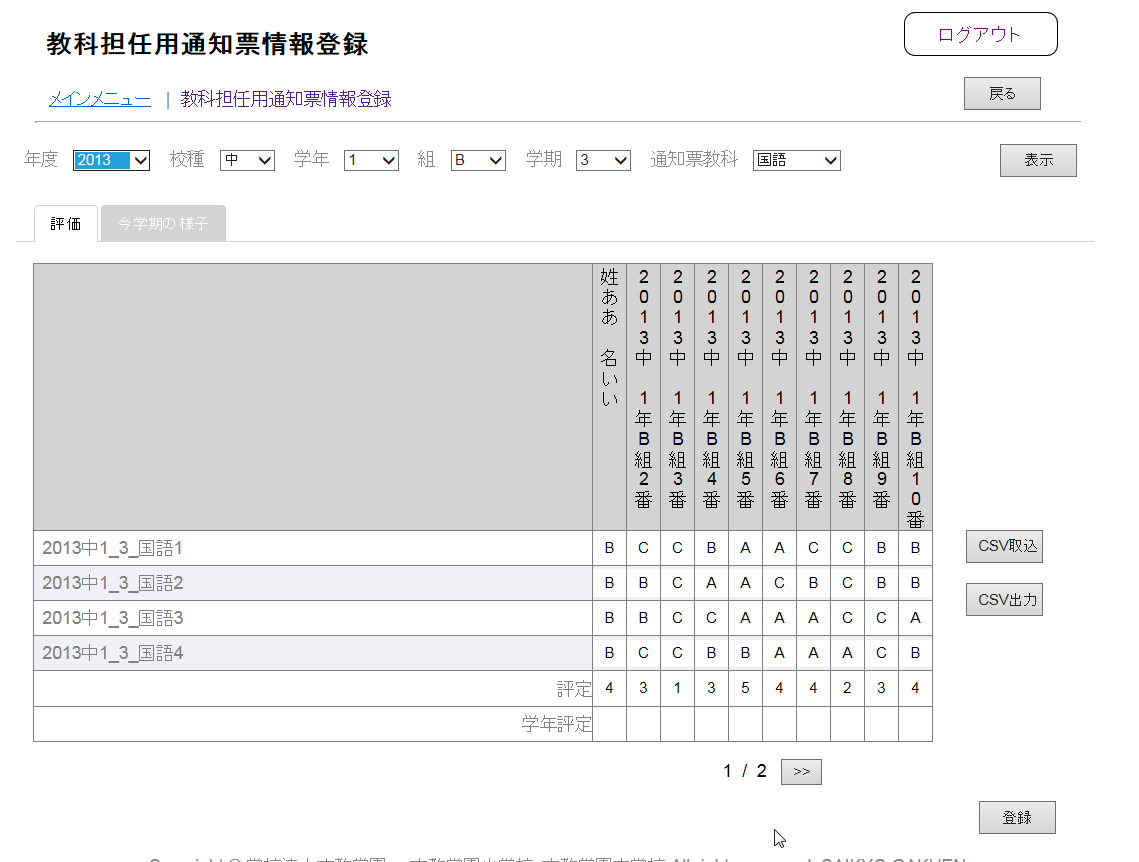 教科担任用通知票情報登録
ログアウト
メインメニュー | 教科担任用通知票情報登録
戻る
年度 2013 校種 中 学年 1 組 B 学期 3 通知票教科 国語 表示
評価 今学期の様子
姓ああ 名いい
2013中 1年B組2番
2013中 1年B組3番
2013中 1年B組4番
2013中 1年B組5番
2013中 1年B組6番
2013中 1年B組7番
2013中 1年B組8番
2013中 1年B組9番
2013中 1年B組10番
2013中1_3_国語1 B C C B A A C C B B
CSV取込
2013中1_3_国語2 B B C A A C B C B B
CSV出力
2013中1_3_国語3 B B C C A A A C C A
2013中1_3_国語4 B C C B B A A A C B
評定 4 3 1 3 5 4 4 2 3 4
学年評定
1 / 2 >>
登録